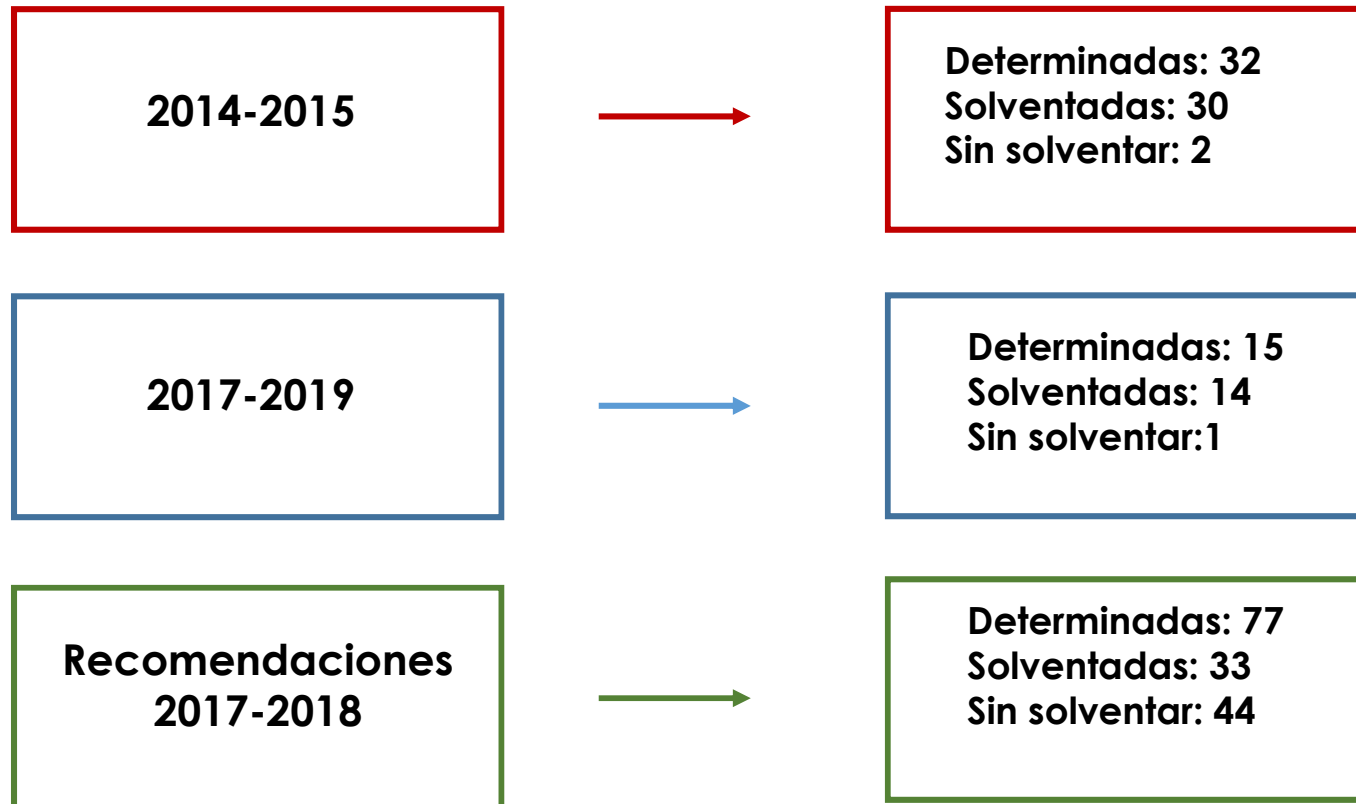 2014-2015
Determinadas: 32
Solventadas: 30
Sin solventar: 2
2017-2019
Determinadas: 15
Solventadas: 14
Sin solventar:1
Recomendaciones
2017-2018
Determinadas: 77
Solventadas: 33
Sin solventar: 44